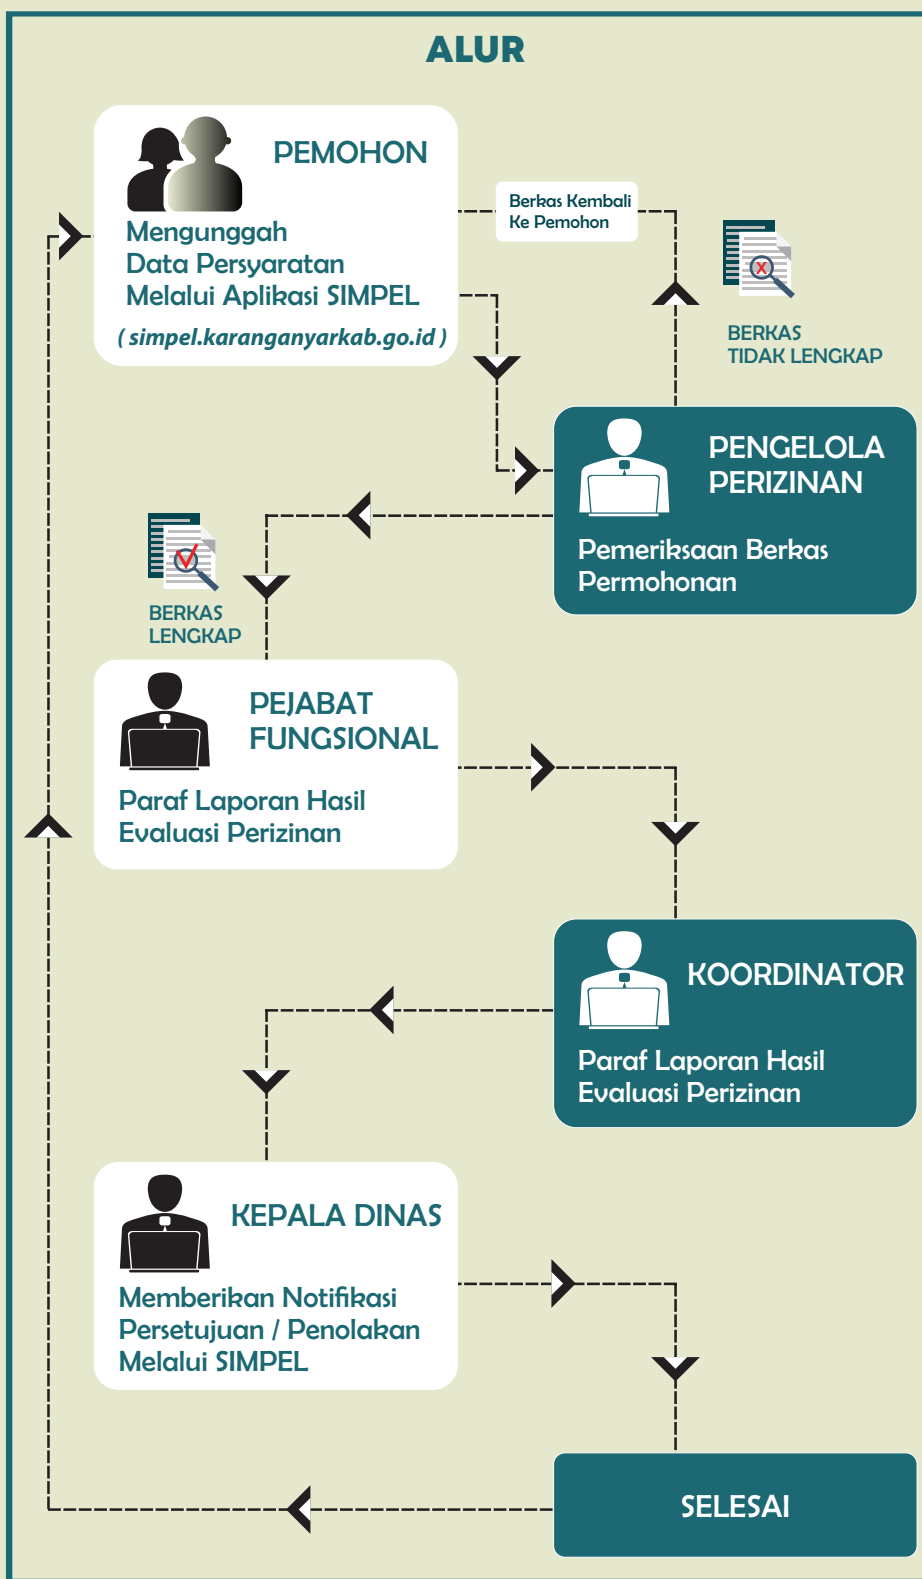 ALUR
PEMOHON
Mengunggah
Data Persyaratan
Melalui Aplikasi SIMPEL
( simpel.karanganyarkab.go.id )
Berkas Kembali
Ke Pemohon
X
BERKAS
TIDAK LENGKAP
PENGELOLA
PERIZINAN
Pemeriksaan Berkas
Permohonan
BERKAS
LENGKAP
PEJABAT
FUNGSIONAL
Paraf Laporan Hasil
Evaluasi Perizinan
KOORDINATOR
Paraf Laporan Hasil
Evaluasi Perizinan
KEPALA DINAS
Memberikan Notifikasi
Persetujuan / Penolakan
Melalui SIMPEL
SELESAI